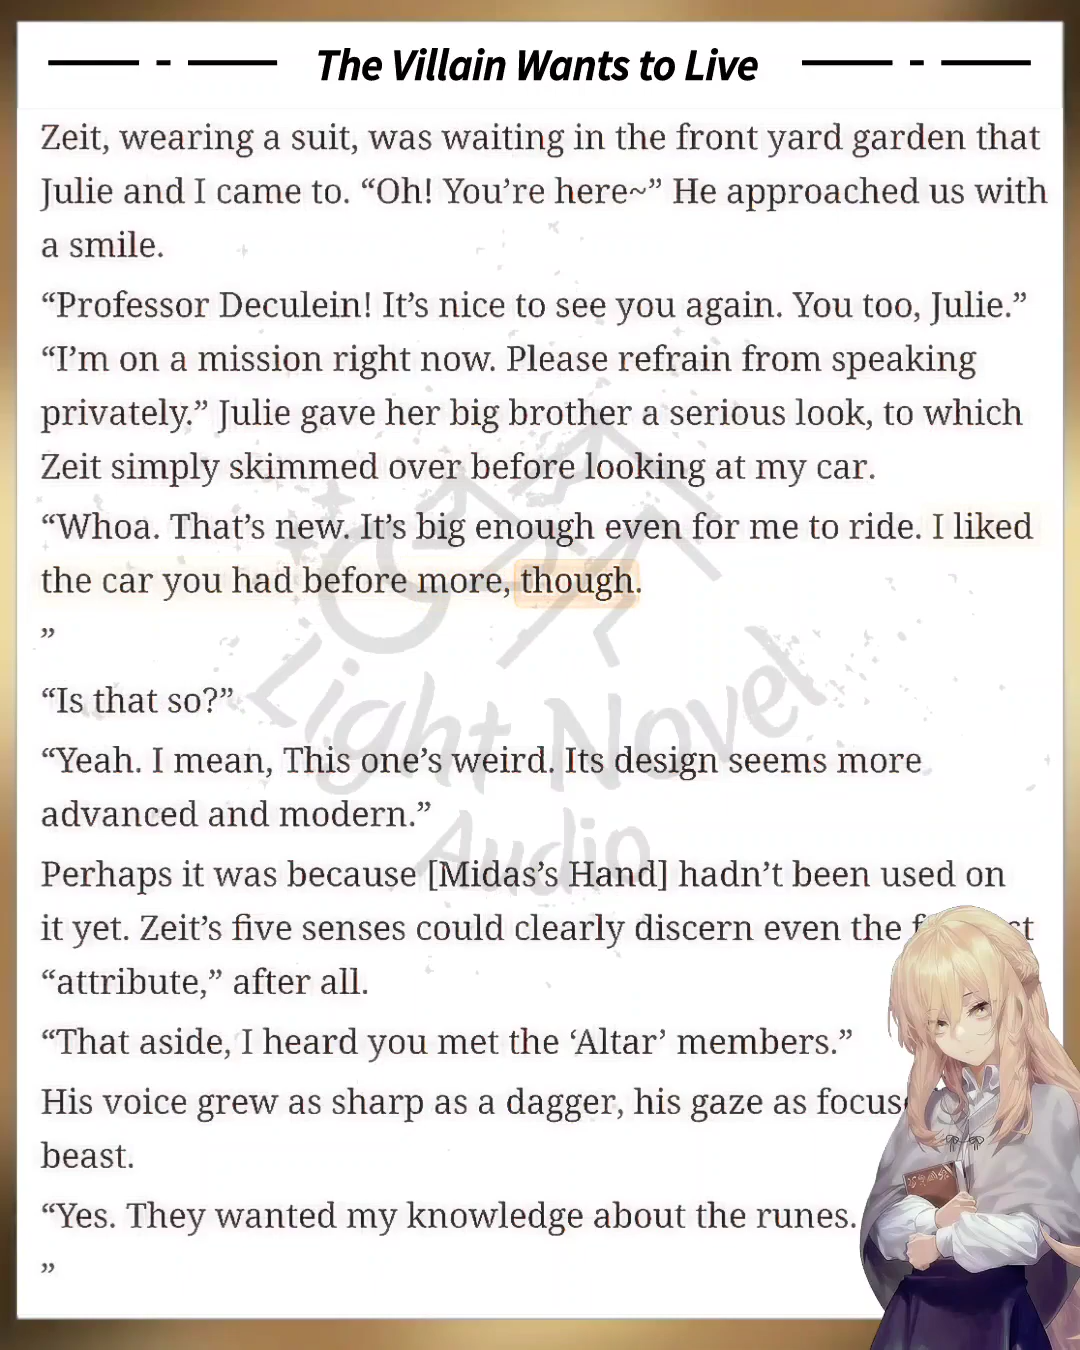 The Villain Wants to Live
Zeit, wearing a suit, was waiting in the front yard garden that
Julie and I came to. “Oh! You’re here~” He approached us with
a smile.
“Professor Deculein! It’s nice to see you again. You too, Julie.”
“I’m on a mission right now. Please refrain from speaking
privately.” Julie gave her big brother a serious look, to which
Zeit simply skimmed over before looking at my car.
“Whoa. That’s new. It’s big enough even for me to ride. I liked
the car you had before more, though.
”
“Is that so?”
“Yeah. I mean, This one’s weird. Its design seems more
advanced and modern.”
Perhaps it was because [Midas’s Hand] hadn’t been used on
it yet. Zeit’s five senses could clearly discern even the
“attribute,” after all.
“That aside, I heard you met the ‘Altar’ members.”
His voice grew as sharp as a dagger, his gaze as
beast.
“Yes. They wanted my knowledge about the runes.
”
Light Novel
Audio